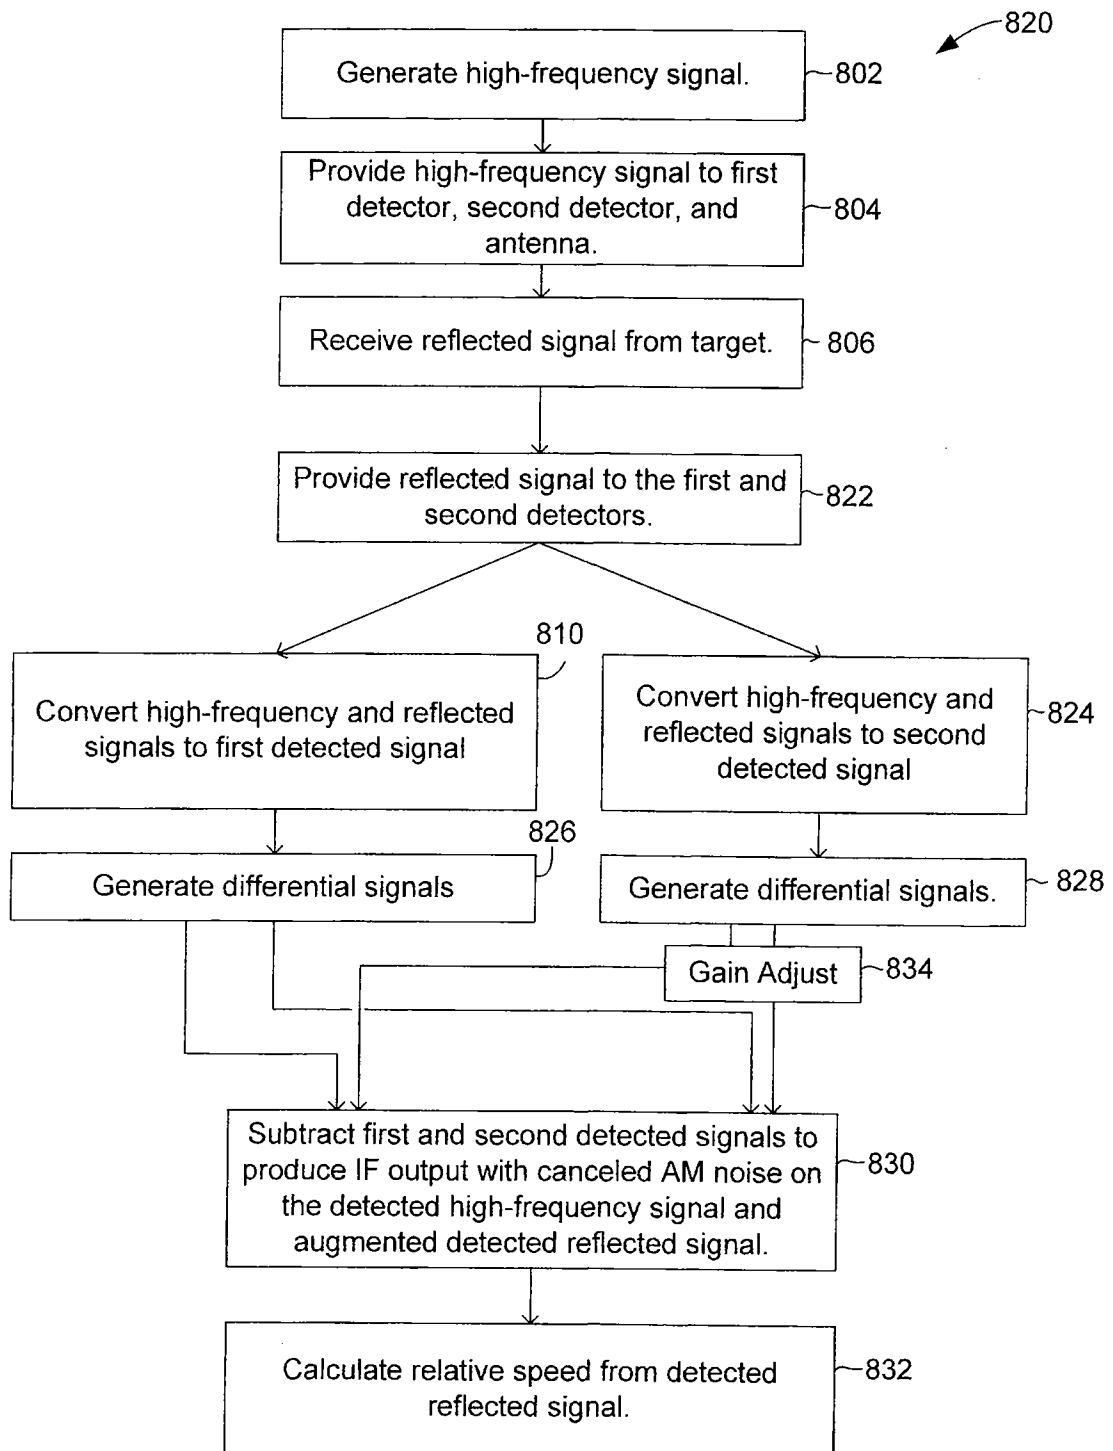 820
Generate high-frequency signal.
802
Provide high-frequency signal to first
detector, second detector, and
antenna.
804
Receive reflected signal from target.
806
Provide reflected signal to the first and
second detectors.
822
810
Convert high-frequency and reflected
signals to first detected signal
Convert high-frequency and
reflected signals to second
detected signal
824
826
Generate differential signals
Generate differential signals.
828
Gain Adjust
834
Subtract first and second detected signals to
produce IF output with canceled AM noise on
the detected high-frequency signal and
augmented detected reflected signal.
830
Calculate relative speed from detected
reflected signal.
832